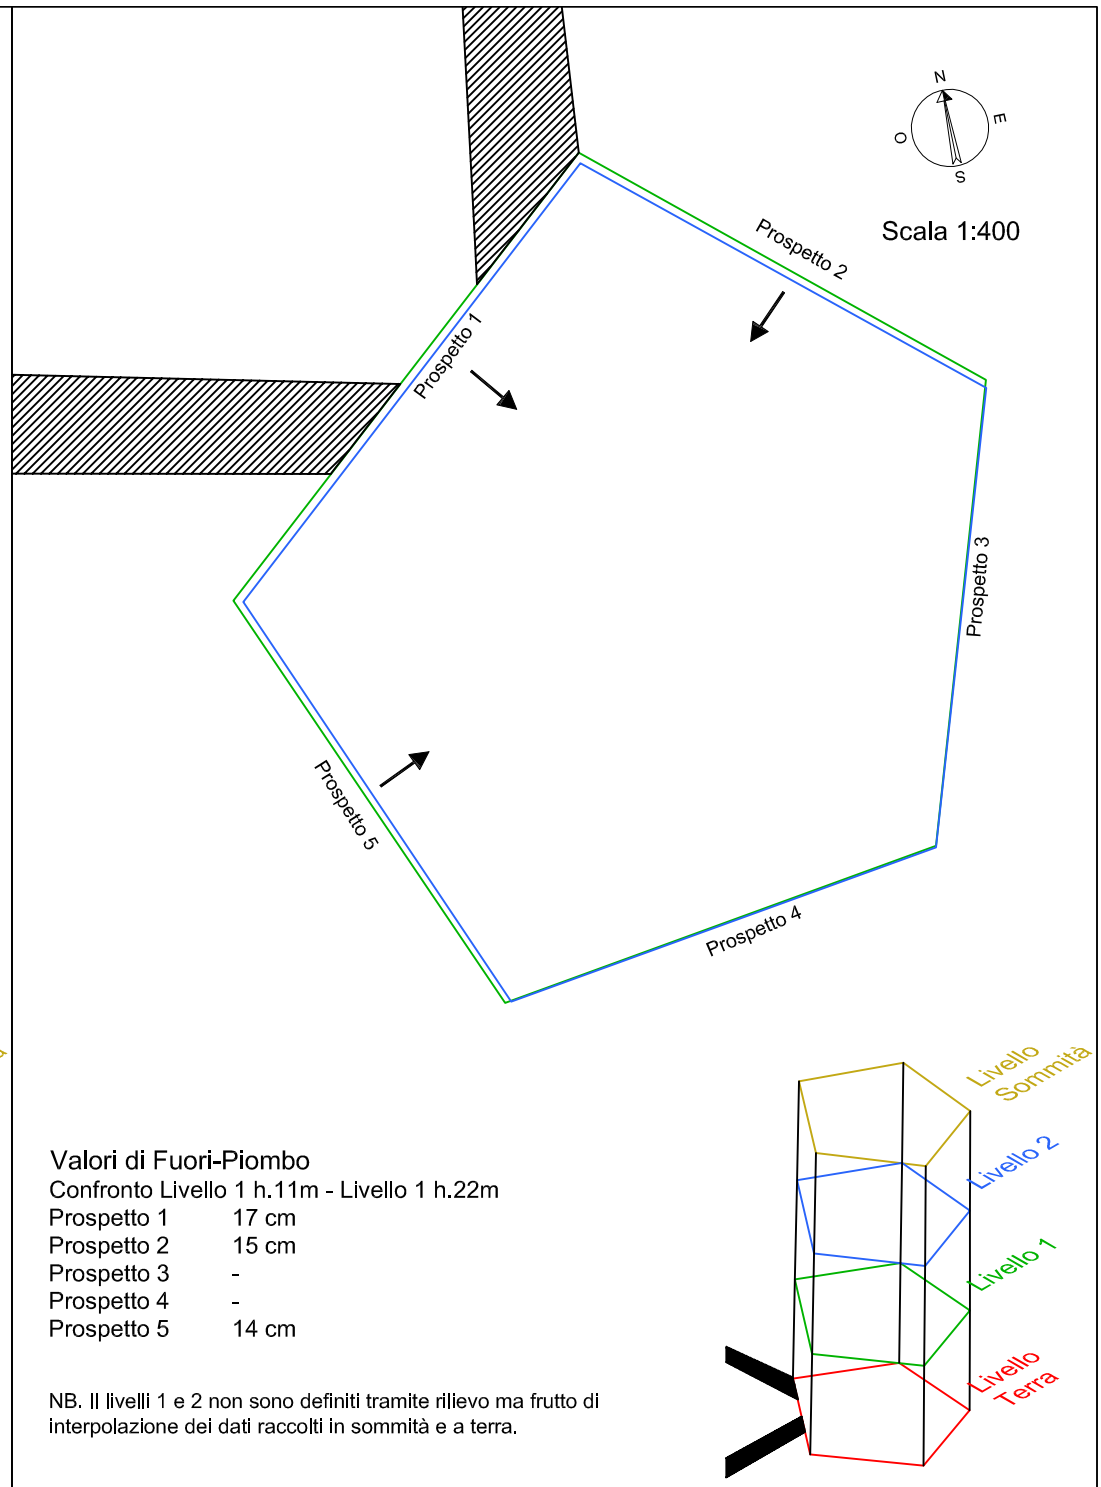 N
E
O
S
Scala 1:400
Prospetto 2
Prospetto 1
Prospetto 3
Prospetto 5
Prospetto 4
Livello
Sommità
Livello 2
Livello 1
Livello
Terra
Valori di Fuori-Piombo
Confronto Livello 1 h.11m - Livello 1 h.22m
Prospetto 1 17 cm
Prospetto 2 15 cm
Prospetto 3 -
Prospetto 4 -
Prospetto 5 14 cm
NB. Il livelli 1 e 2 non sono definiti tramite rilievo ma frutto di
interpolazione dei dati raccolti in sommità e a terra.